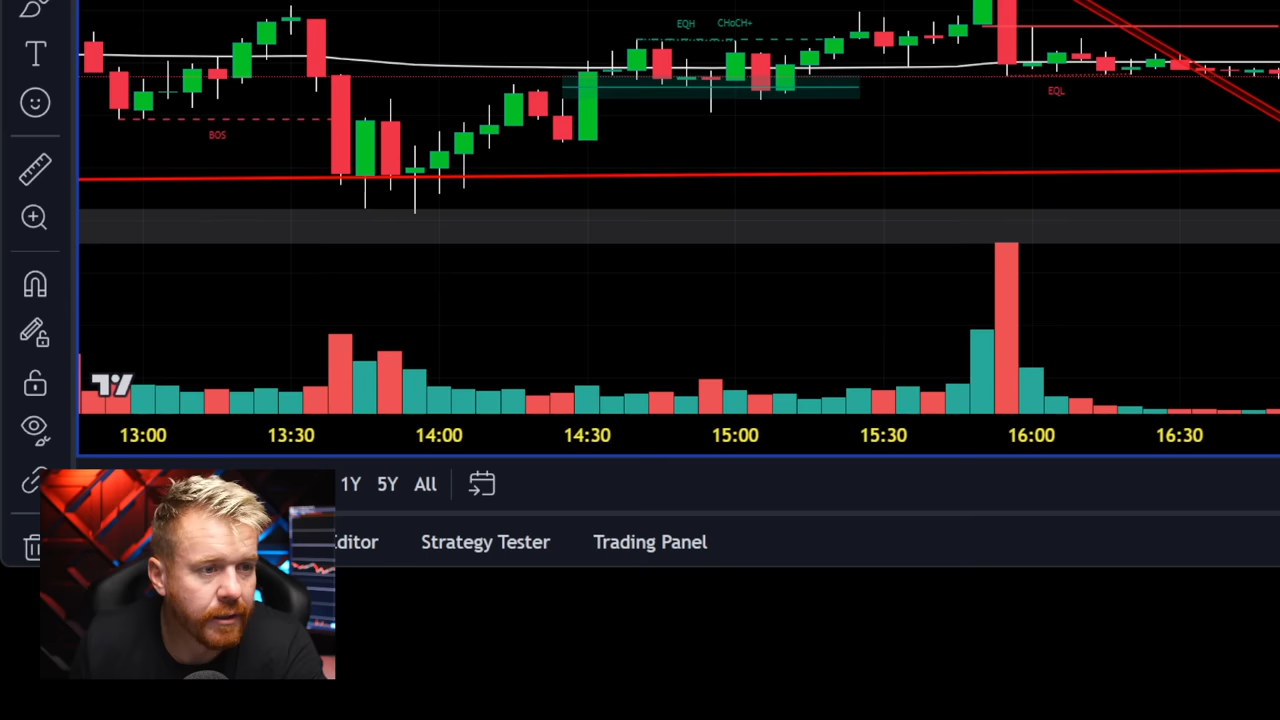 EQH CHoCH+
EQL
BOS
13:00 13:30 14:00 14:30 15:00 15:30 16:00 16:30
1Y 5Y All
ditor Strategy Tester Trading Panel